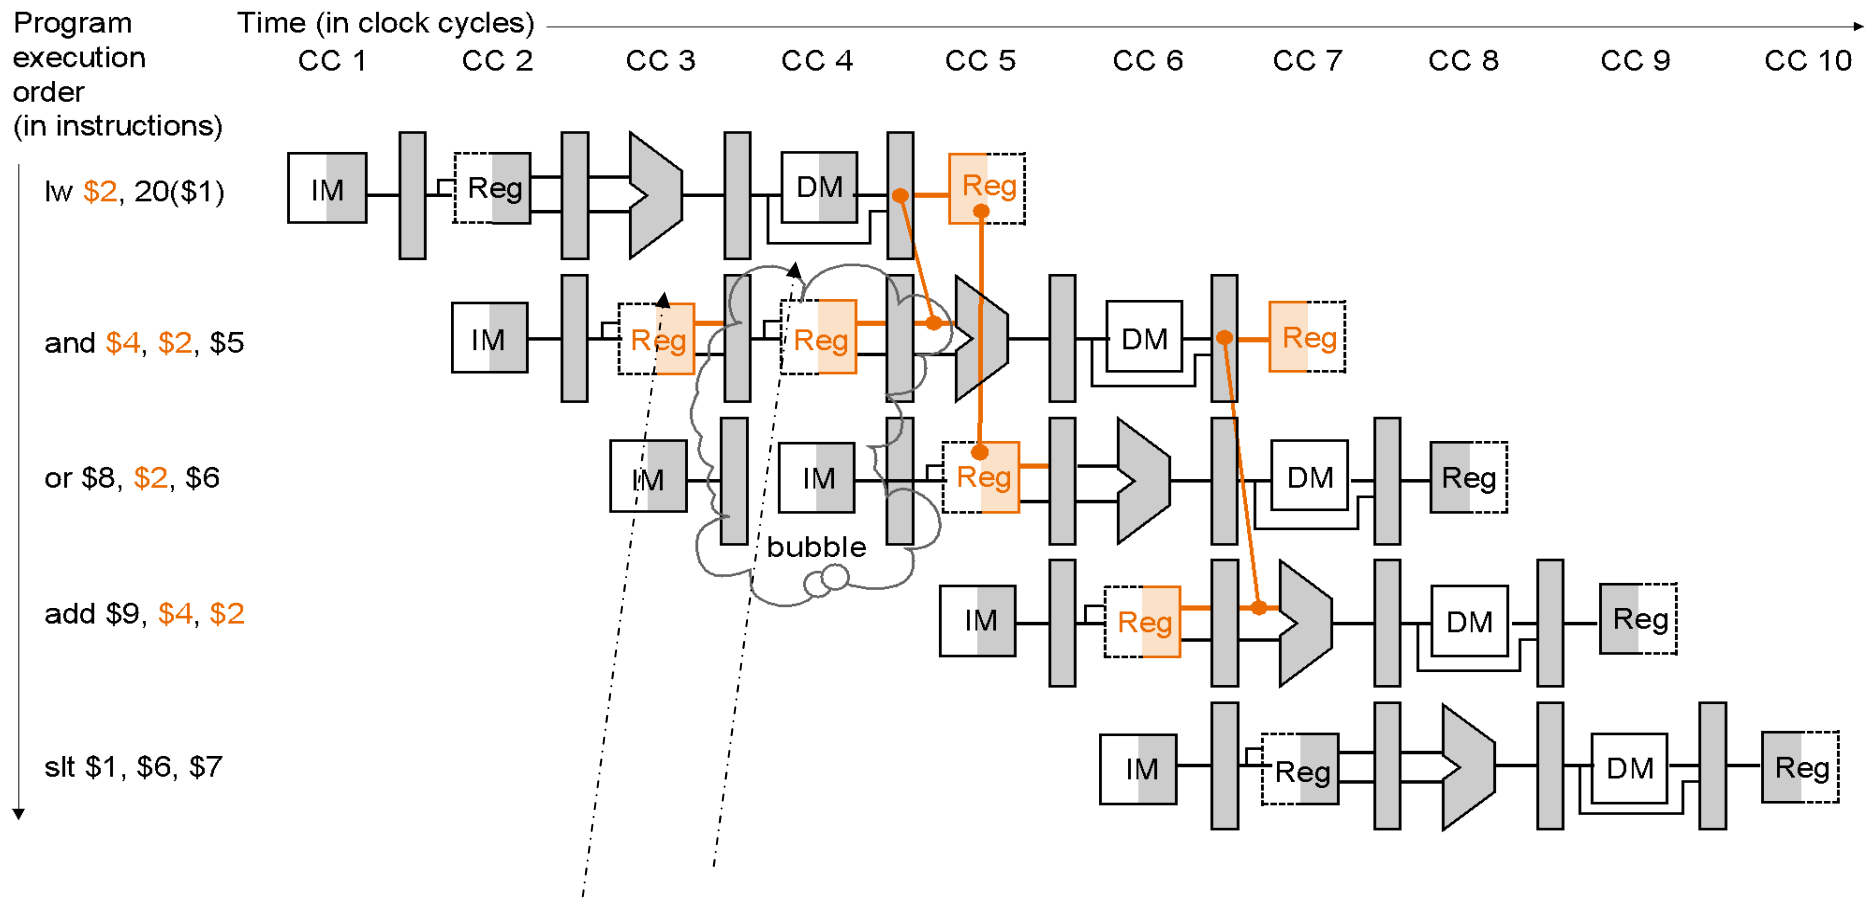 Program
execution
order
(in instructions)
Time (in clock cycles)
CC 1 CC 2 CC 3 CC 4 CC 5 CC 6 CC 7 CC 8 CC 9 CC 10
lw $2, 20($1)
IM Reg DM Reg
and $4, $2, $5
IM Reg Reg DM Reg
or $8, $2, $6
IM IM Reg DM Reg
bubble
add $9, $4, $2
IM Reg DM Reg
slt $1, $6, $7
IM Reg DM Reg